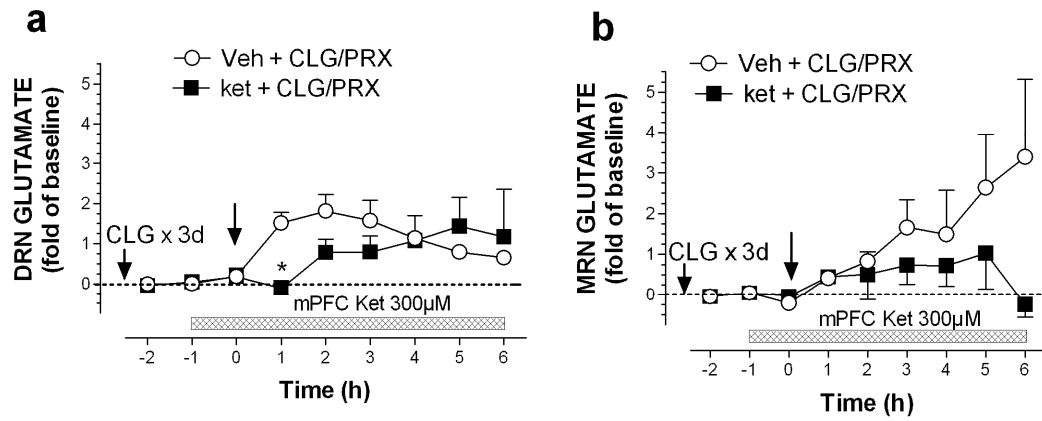 a
Veh + CLG/PRX
ket + CLG/PRX
DRN GLUTAMATE
(fold of baseline)
5
4
3
2
1
0
CLG x 3d
*
mPFC Ket 300µM
-2 -1 0 1 2 3 4 5 6
Time (h)
b
Veh + CLG/PRX
ket + CLG/PRX
MRN GLUTAMATE
(fold of baseline)
5
4
3
2
1
0
CLG x 3d
mPFC Ket 300µM
-2 -1 0 1 2 3 4 5 6
Time (h)